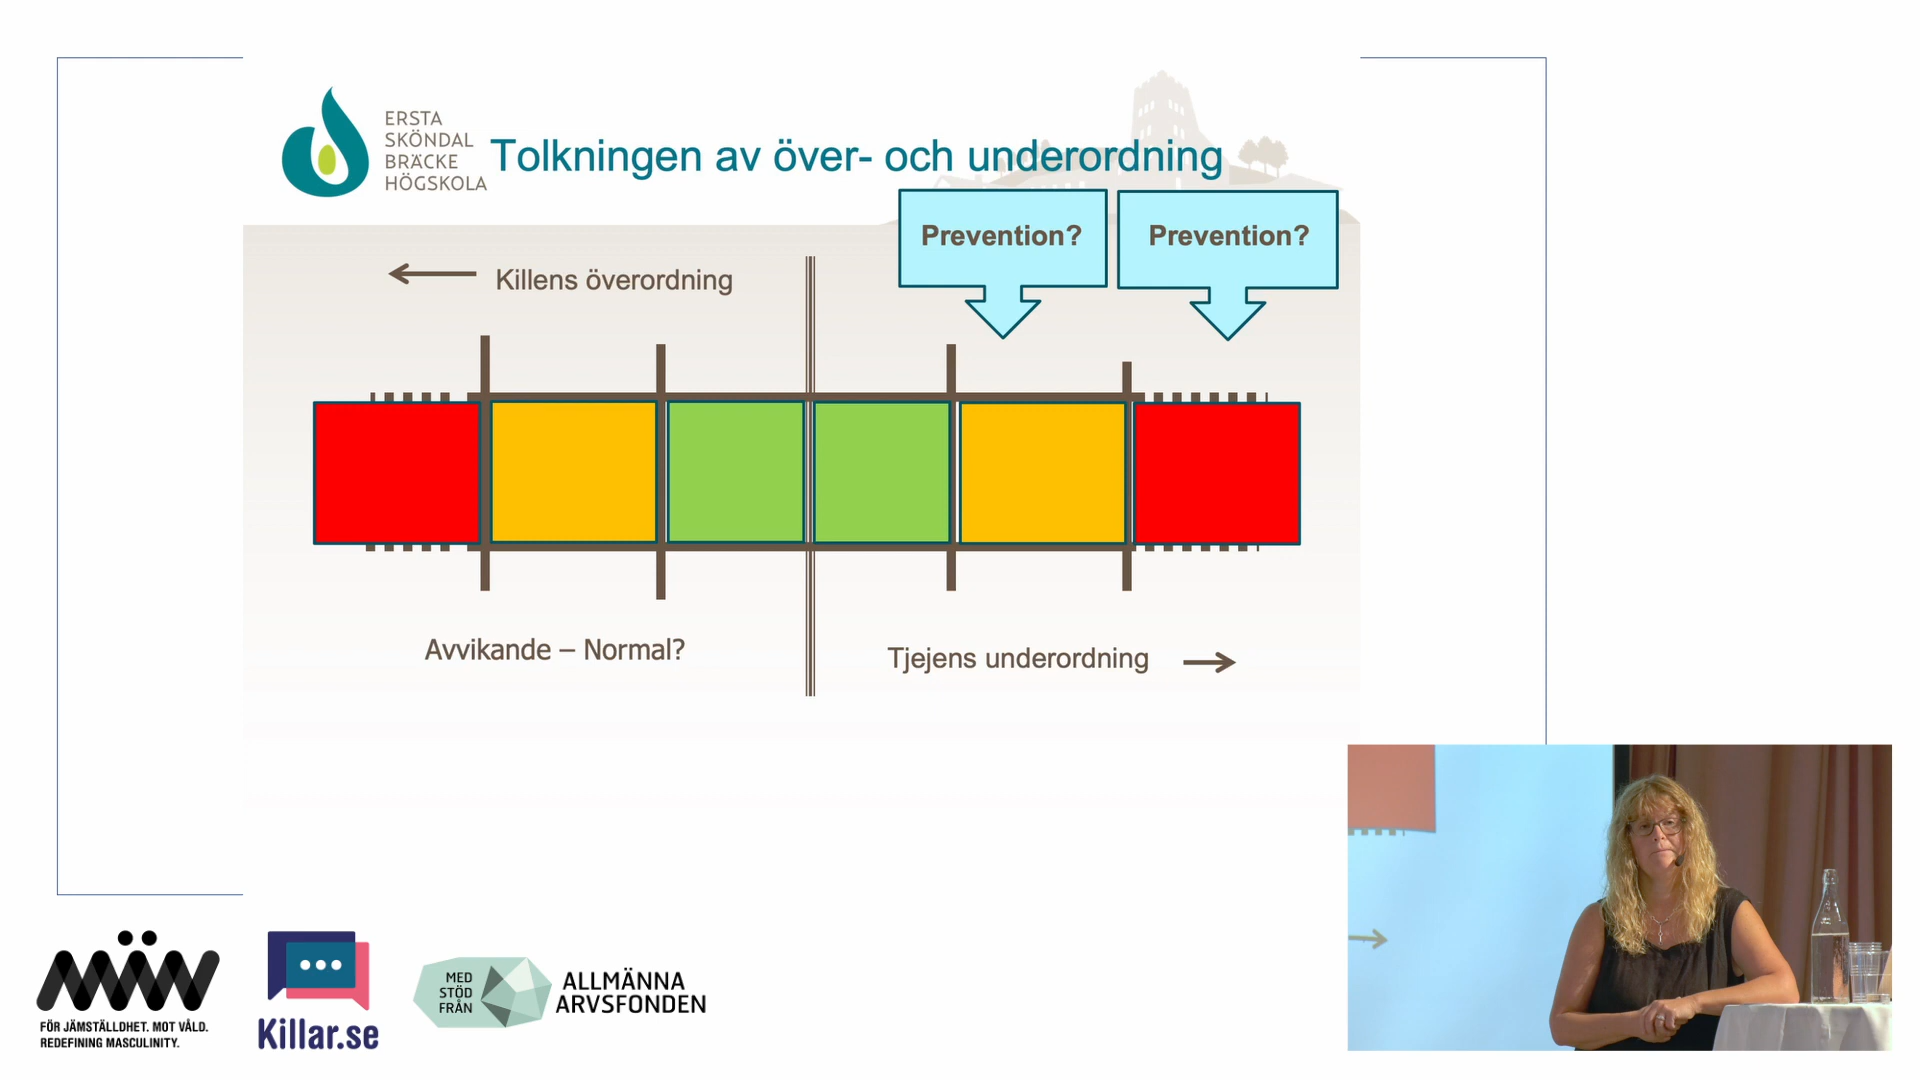 ERSTA
SKÖNDAL
BRÄCKE
HÖGSKOLA
Tolkningen av över- och underordning
Prevention?
Prevention?
Killens överordning
Avvikande – Normal?
Tjejens underordning
MÄN
FÖR JÄMSTÄLLDHET. MOT VÅLD.
REDEFINING MASCULINITY.
Killar.se
MED
STÖD
FRÅN
ALLMÄNNA
ARVSFONDEN